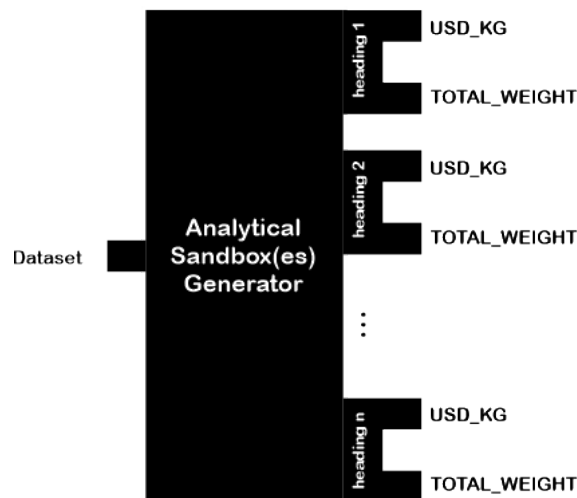 heading 1
USD_KG
TOTAL_WEIGHT
heading 2
USD_KG
TOTAL_WEIGHT
Dataset
Analytical
Sandbox(es)
Generator
...
heading n
USD_KG
TOTAL_WEIGHT